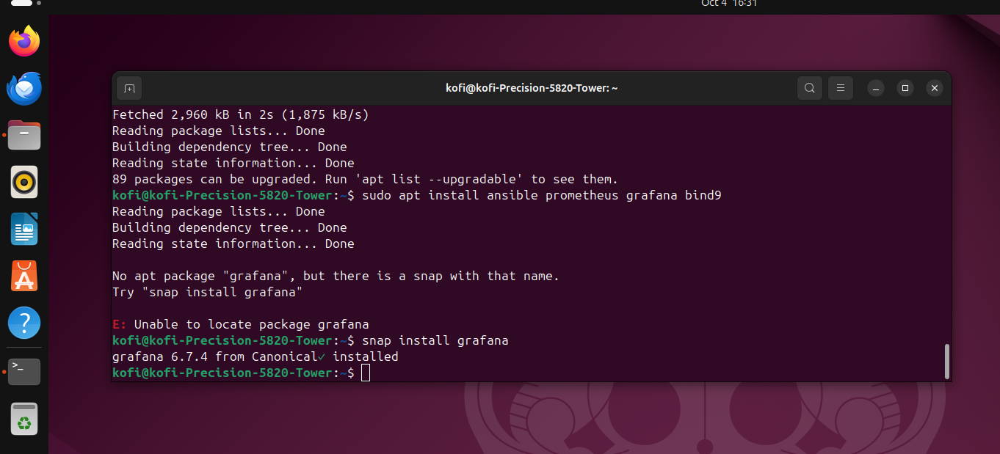 Oct 4 16:31
kofi@kofi-Precision-5820-Tower: ~
Fetched 2,960 kB in 2s (1,875 kB/s)
Reading package lists... Done
Building dependency tree... Done
Reading state information... Done
89 packages can be upgraded. Run 'apt list --upgradable' to see them.
kofi@kofi-Precision-5820-Tower:~$ sudo apt install ansible prometheus grafana bind9
Reading package lists... Done
Building dependency tree... Done
Reading state information... Done
No apt package "grafana", but there is a snap with that name.
Try "snap install grafana"
E: Unable to locate package grafana
kofi@kofi-Precision-5820-Tower:~$ snap install grafana
grafana 6.7.4 from Canonical✓ installed
kofi@kofi-Precision-5820-Tower:~$